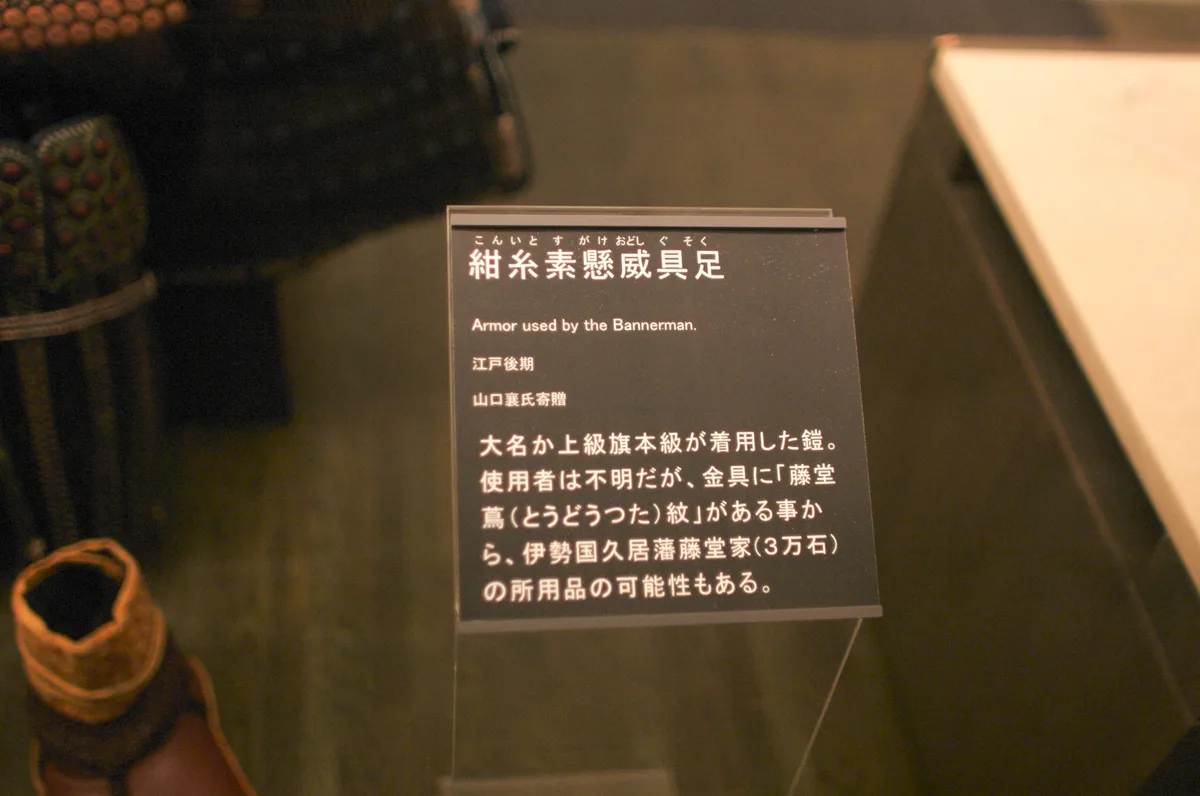 こんいと す がけ おどし ぐ そく
紺糸素懸威具足
Armor used by the Bannerman.
江戸後期
山口襄氏寄贈
大名か上級旗本級が着用した鎧。
使用者は不明だが、金具に「藤堂
蔦(とうどうつた)紋」がある事か
ら、伊勢国久居藩藤堂家(3万石)
の所用品の可能性もある。